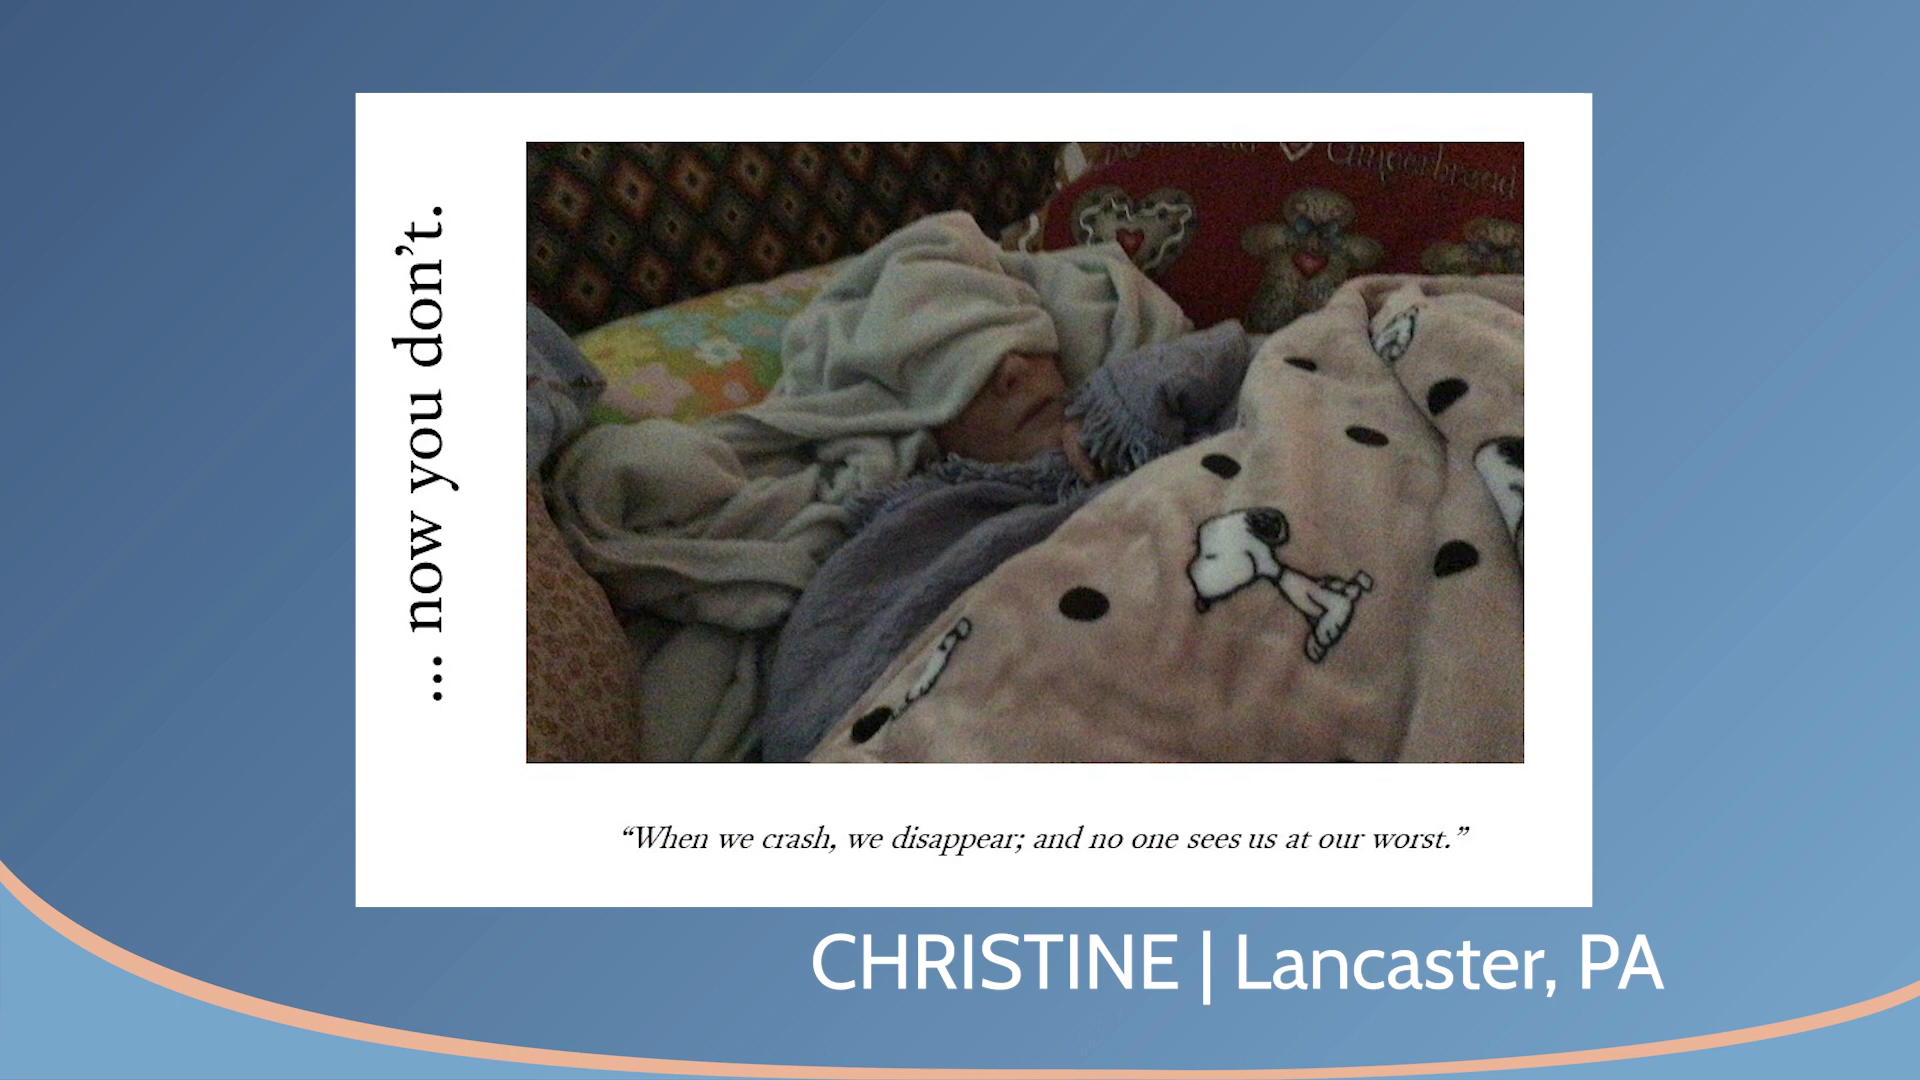 ... now you don’t.
Gingerbread
“When we crash, we disappear; and no one sees us at our worst.”
CHRISTINE | Lancaster, PA